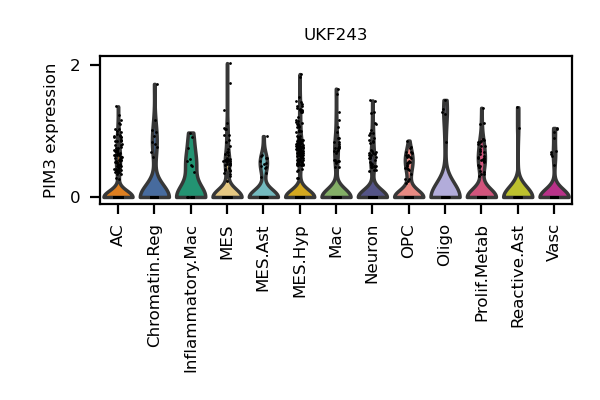 UKF243
PIM3 expression
2
0
AC
Chromatin.Reg
Inflammatory.Mac
MES
MES.Ast
MES.Hyp
Mac
Neuron
OPC
Oligo
Prolif.Metab
Reactive.Ast
Vasc